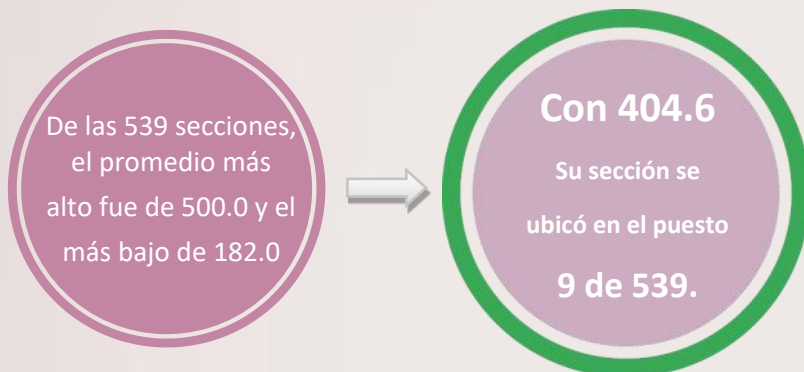 De las 539 secciones,
el promedio más
alto fue de 500.0 y el
más bajo de 182.0
Con 404.6
Su sección se
ubicó en el puesto
9 de 539.